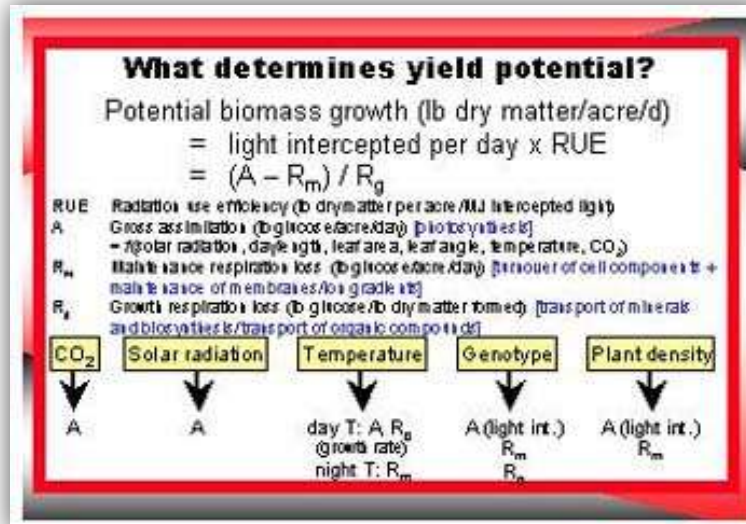 What determines yield potential?
Potential biomass growth (lb dry matter/acre/d)
= light intercepted per day x RUE
= (A – Rₘ) / R_g
RUE Radiation use efficiency (lb dry matter per acre/MJ intercepted light)
A Gross assimilation (lb glucose/acre/day) [photosynthesis]
= f(solar radiation, daylength, leaf area, leaf angle, temperature, CO₂)
Rₘ Maintenance respiration loss (lb glucose/acre/day) [turnover of cell components +
maintenance of membranes/ion gradients]
R_g Growth respiration loss (lb glucose/lb dry matter formed) [transport of minerals
and biosynthesis/transport of organic compounds]
CO₂ Solar radiation Temperature Genotype Plant density
A A day T: A, R_g A (light int.) A (light int.)
(growth rate) Rₘ Rₘ
night T: Rₘ R_g